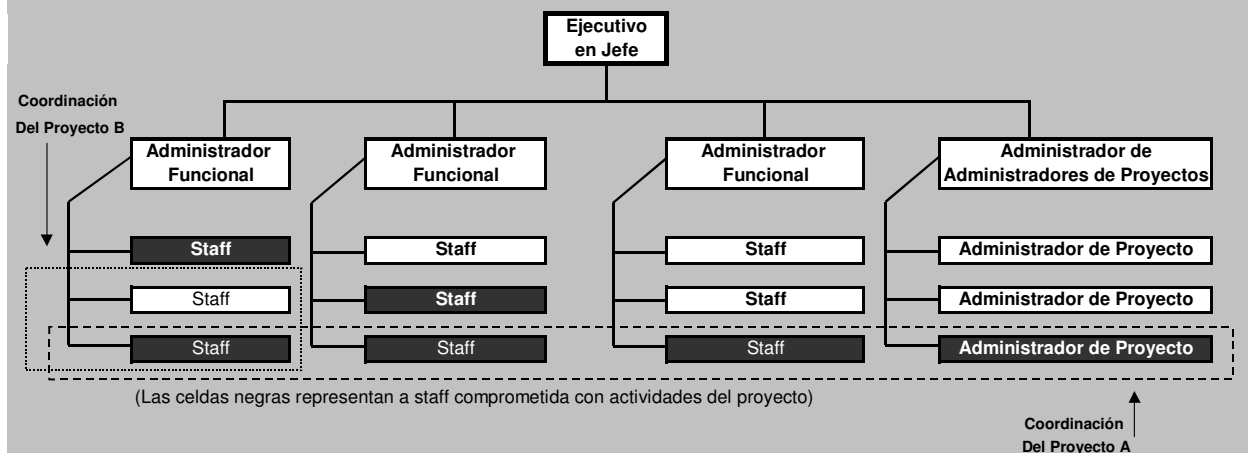 Ejecutivo
en Jefe
Coordinación
Del Proyecto B
Administrador
Funcional
Administrador
Funcional
Administrador
Funcional
Administrador de
Administradores de Proyectos
Staff
Staff
Staff
Administrador de Proyecto
Staff
Staff
Staff
Administrador de Proyecto
Staff
Staff
Staff
Administrador de Proyecto
(Las celdas negras representan a staff comprometida con actividades del proyecto)
Coordinación
Del Proyecto A